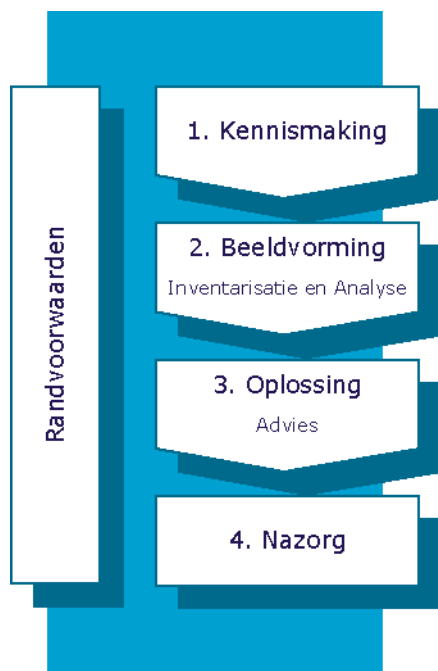 Randvoorwaarden
1. Kennismaking
2. Beeldvorming
Inventarisatie en Analyse
3. Oplossing
Advies
4. Nazorg